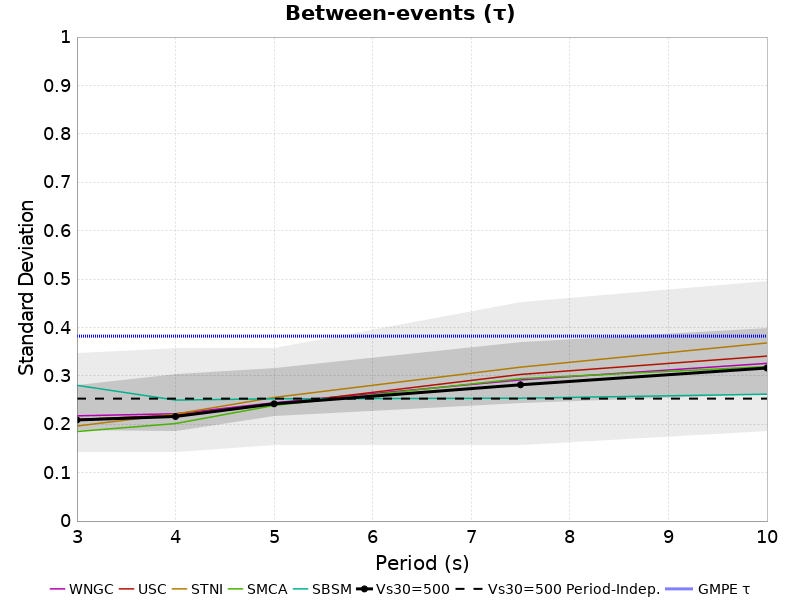 Between-events (τ)
1
0.9
0.8
0.7
0.6
0.5
0.4
0.3
0.2
0.1
0
Standard Deviation
3 4 5 6 7 8 9 10
Period (s)
WNGC USC STNI SMCA SBSM Vs30=500 Vs30=500 Period-Indep. GMPE τ